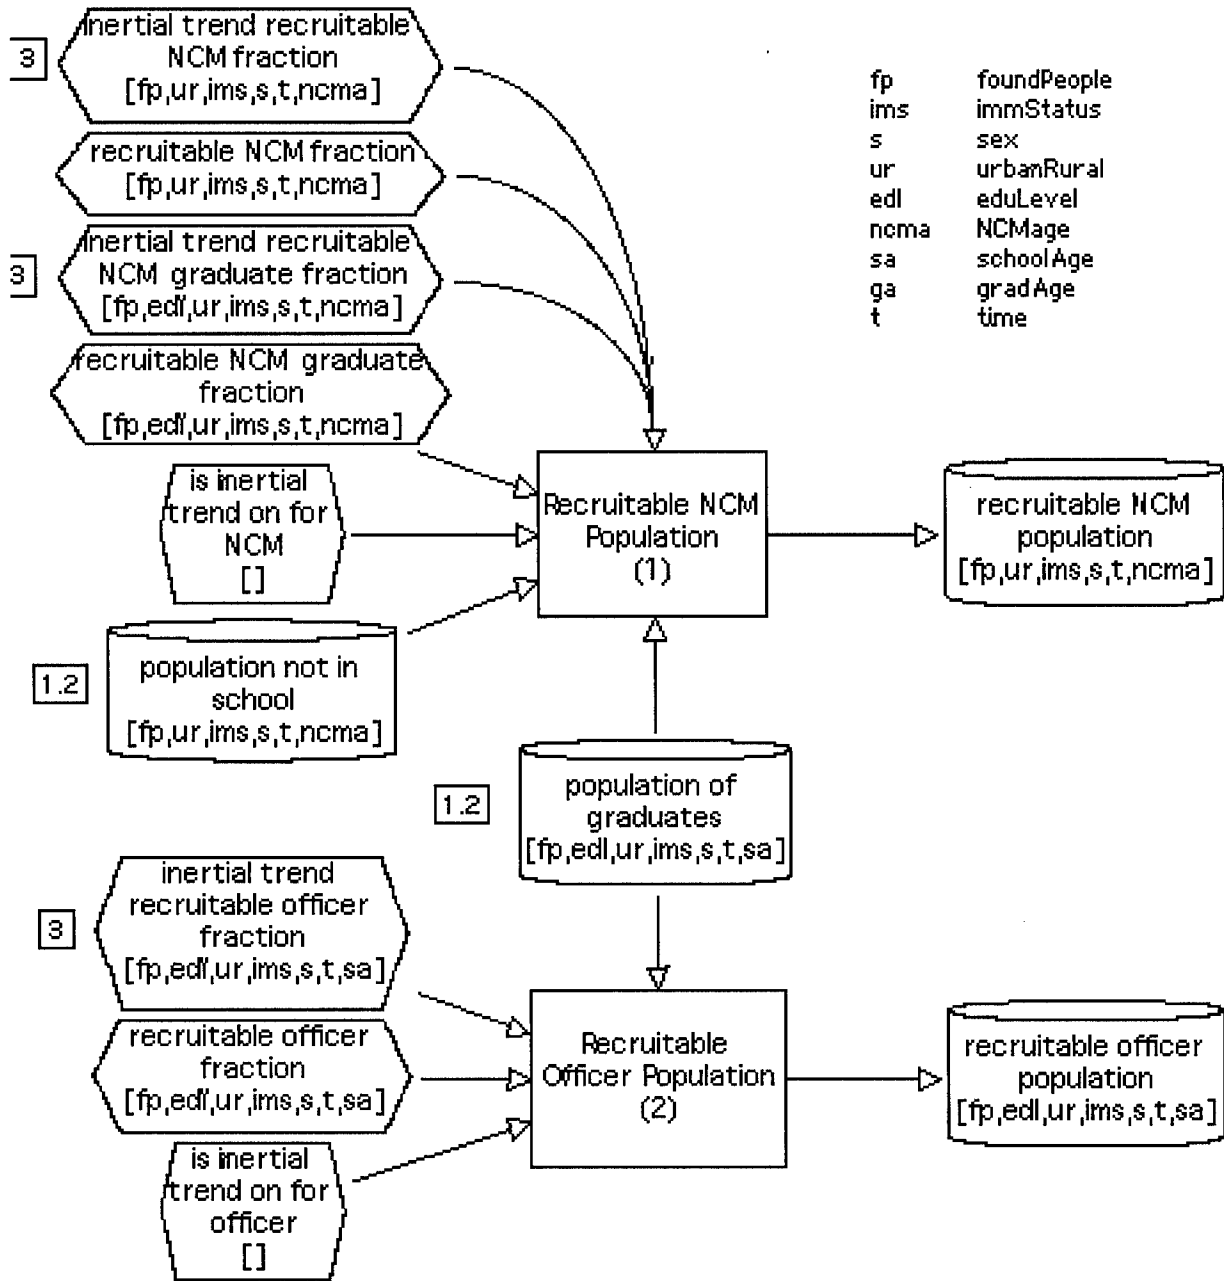 3
inertial trend recruitable
NCM fraction
[fp,ur,ims,s,t,ncma]
recruitable NCM fraction
[fp,ur,ims,s,t,ncma]
3
inertial trend recruitable
NCM graduate fraction
[fp,edl,ur,ims,s,t,ncma]
recruitable NCM graduate
fraction
[fp,edl,ur,ims,s,t,ncma]
is inertial
trend on for
NCM
[]
1.2
population not in
school
[fp,ur,ims,s,t,ncma]
fp foundPeople
ims immStatus
s sex
ur urbanRural
edl eduLevel
ncma NCMage
sa schoolAge
ga gradAge
t time
Recruitable NCM
Population
(1)
recruitable NCM
population
[fp,ur,ims,s,t,ncma]
1.2
population of
graduates
[fp,edl,ur,ims,s,t,sa]
3
inertial trend
recruitable officer
fraction
[fp,edl,ur,ims,s,t,sa]
recruitable officer
fraction
[fp,edl,ur,ims,s,t,sa]
is inertial
trend on for
officer
[]
Recruitable
Officer Population
(2)
recruitable officer
population
[fp,edl,ur,ims,s,t,sa]